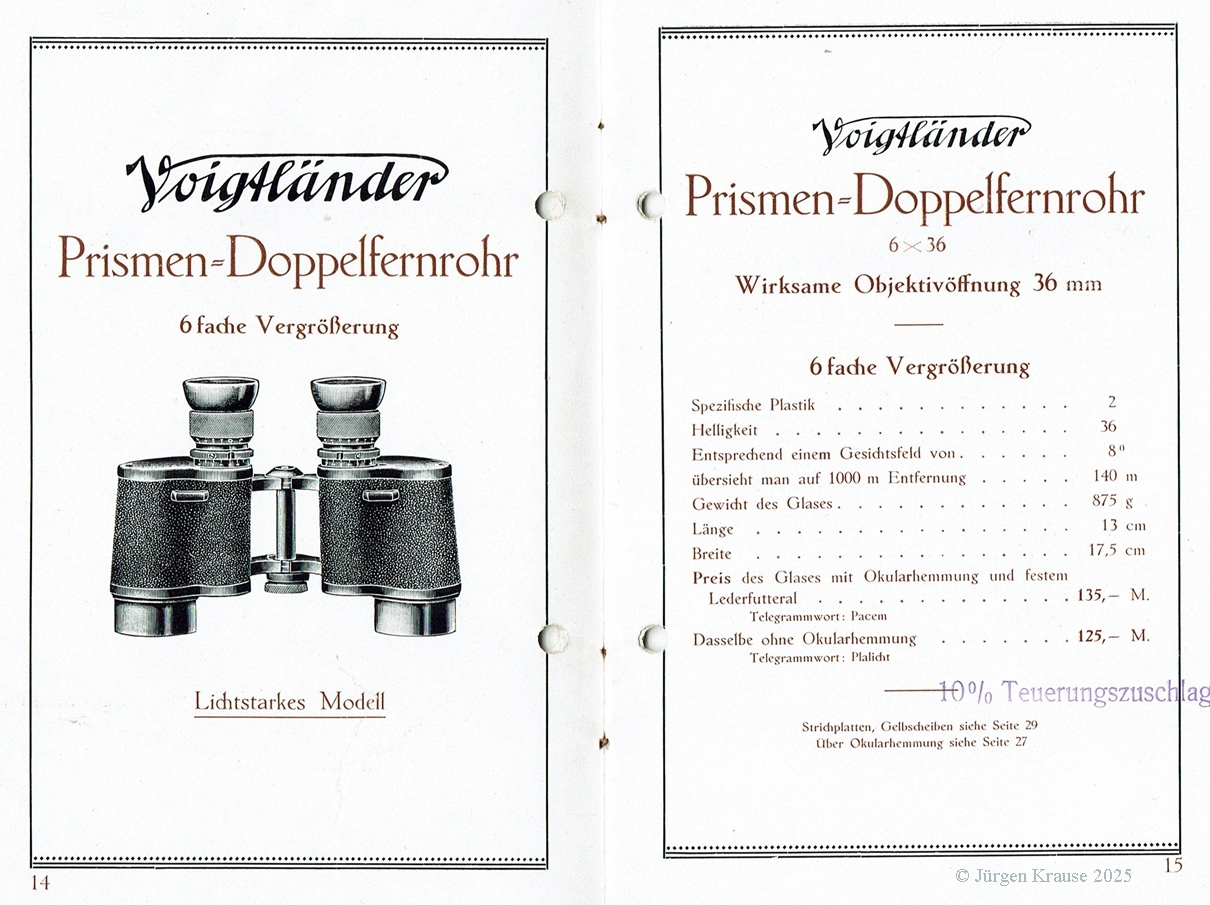 Voigtländer
Prismen=Doppelfernrohr
6 fache Vergrößerung
Lichtstarkes Modell
14
Voigtländer
Prismen=Doppelfernrohr
6 × 36
Wirksame Objektivöffnung 36 mm
6 fache Vergrößerung
Spezifische Plastik . . . . . . . . . . . . 2
Helligkeit . . . . . . . . . . . . . . . 36
Entsprechend einem Gesichtsfeld von . . . . . . 8°
übersieht man auf 1000 m Entfernung . . . . . 140 m
Gewicht des Glases . . . . . . . . . . . . 875 g
Länge . . . . . . . . . . . . . . . . 13 cm
Breite . . . . . . . . . . . . . . . . 17,5 cm
Preis des Glases mit Okularhemmung und festem
Lederfutteral . . . . . . . . . . . . . 135,— M.
Telegrammwort: Pacem
Dasselbe ohne Okularhemmung . . . . . . . 125,— M.
Telegrammwort: Plalicht
10% Teuerungszuschlag
Strichplatten, Gelbscheiben siehe Seite 29
Über Okularhemmung siehe Seite 27
15
© Jürgen Krause 2025